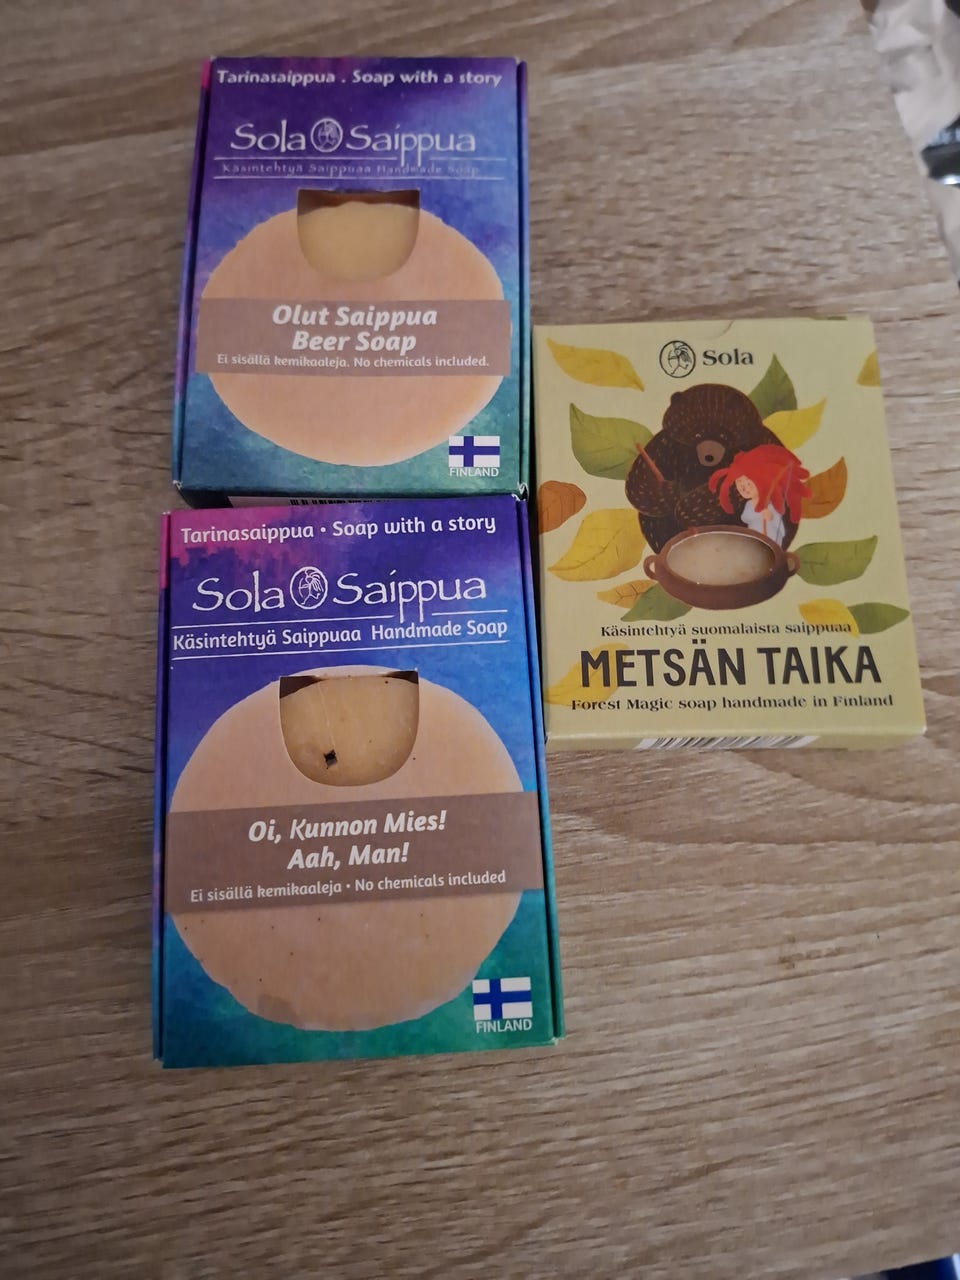 Tarinasaippua . Soap with a story
Sola Saippua
Käsintehtyä Saippuaa Handmade Soap
Olut Saippua
Beer Soap
Ei sisällä kemikaaleja. No chemicals included.
FINLAND
Tarinasaippua • Soap with a story
Sola Saippua
Käsintehtyä Saippuaa Handmade Soap
Oi, Kunnon Mies!
Aah, Man!
Ei sisällä kemikaaleja • No chemicals included
FINLAND
Sola
Käsintehtyä suomalaista saippuaa
METSÄN TAIKA
Forest Magic soap handmade in Finland